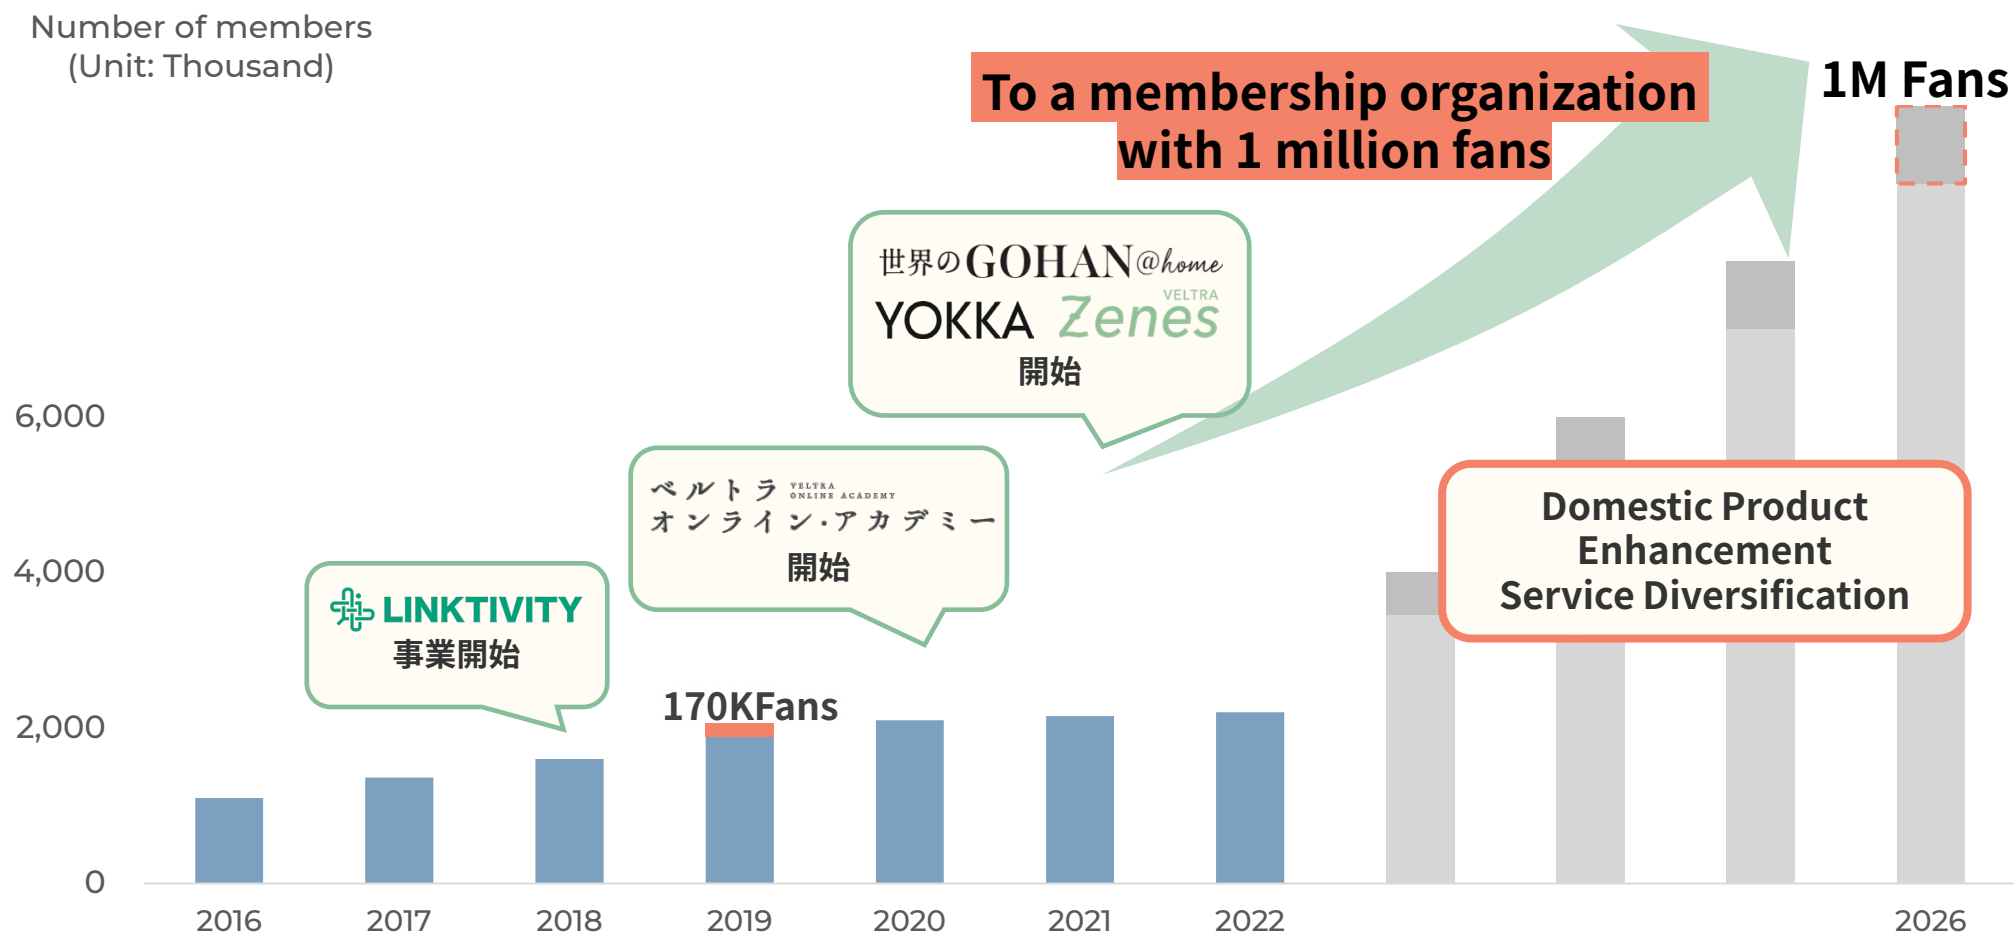 Number of members
(Unit: Thousand)
To a membership organization
with 1 million fans
1M Fans
世界のGOHAN@home
YOKKA VELTRA Zenes
開始
ベルトラ VELTRA ONLINE ACADEMY
オンライン・アカデミー
開始
LINKTIVITY
事業開始
170KFans
Domestic Product
Enhancement
Service Diversification
6,000
4,000
2,000
0
2016 2017 2018 2019 2020 2021 2022 2026